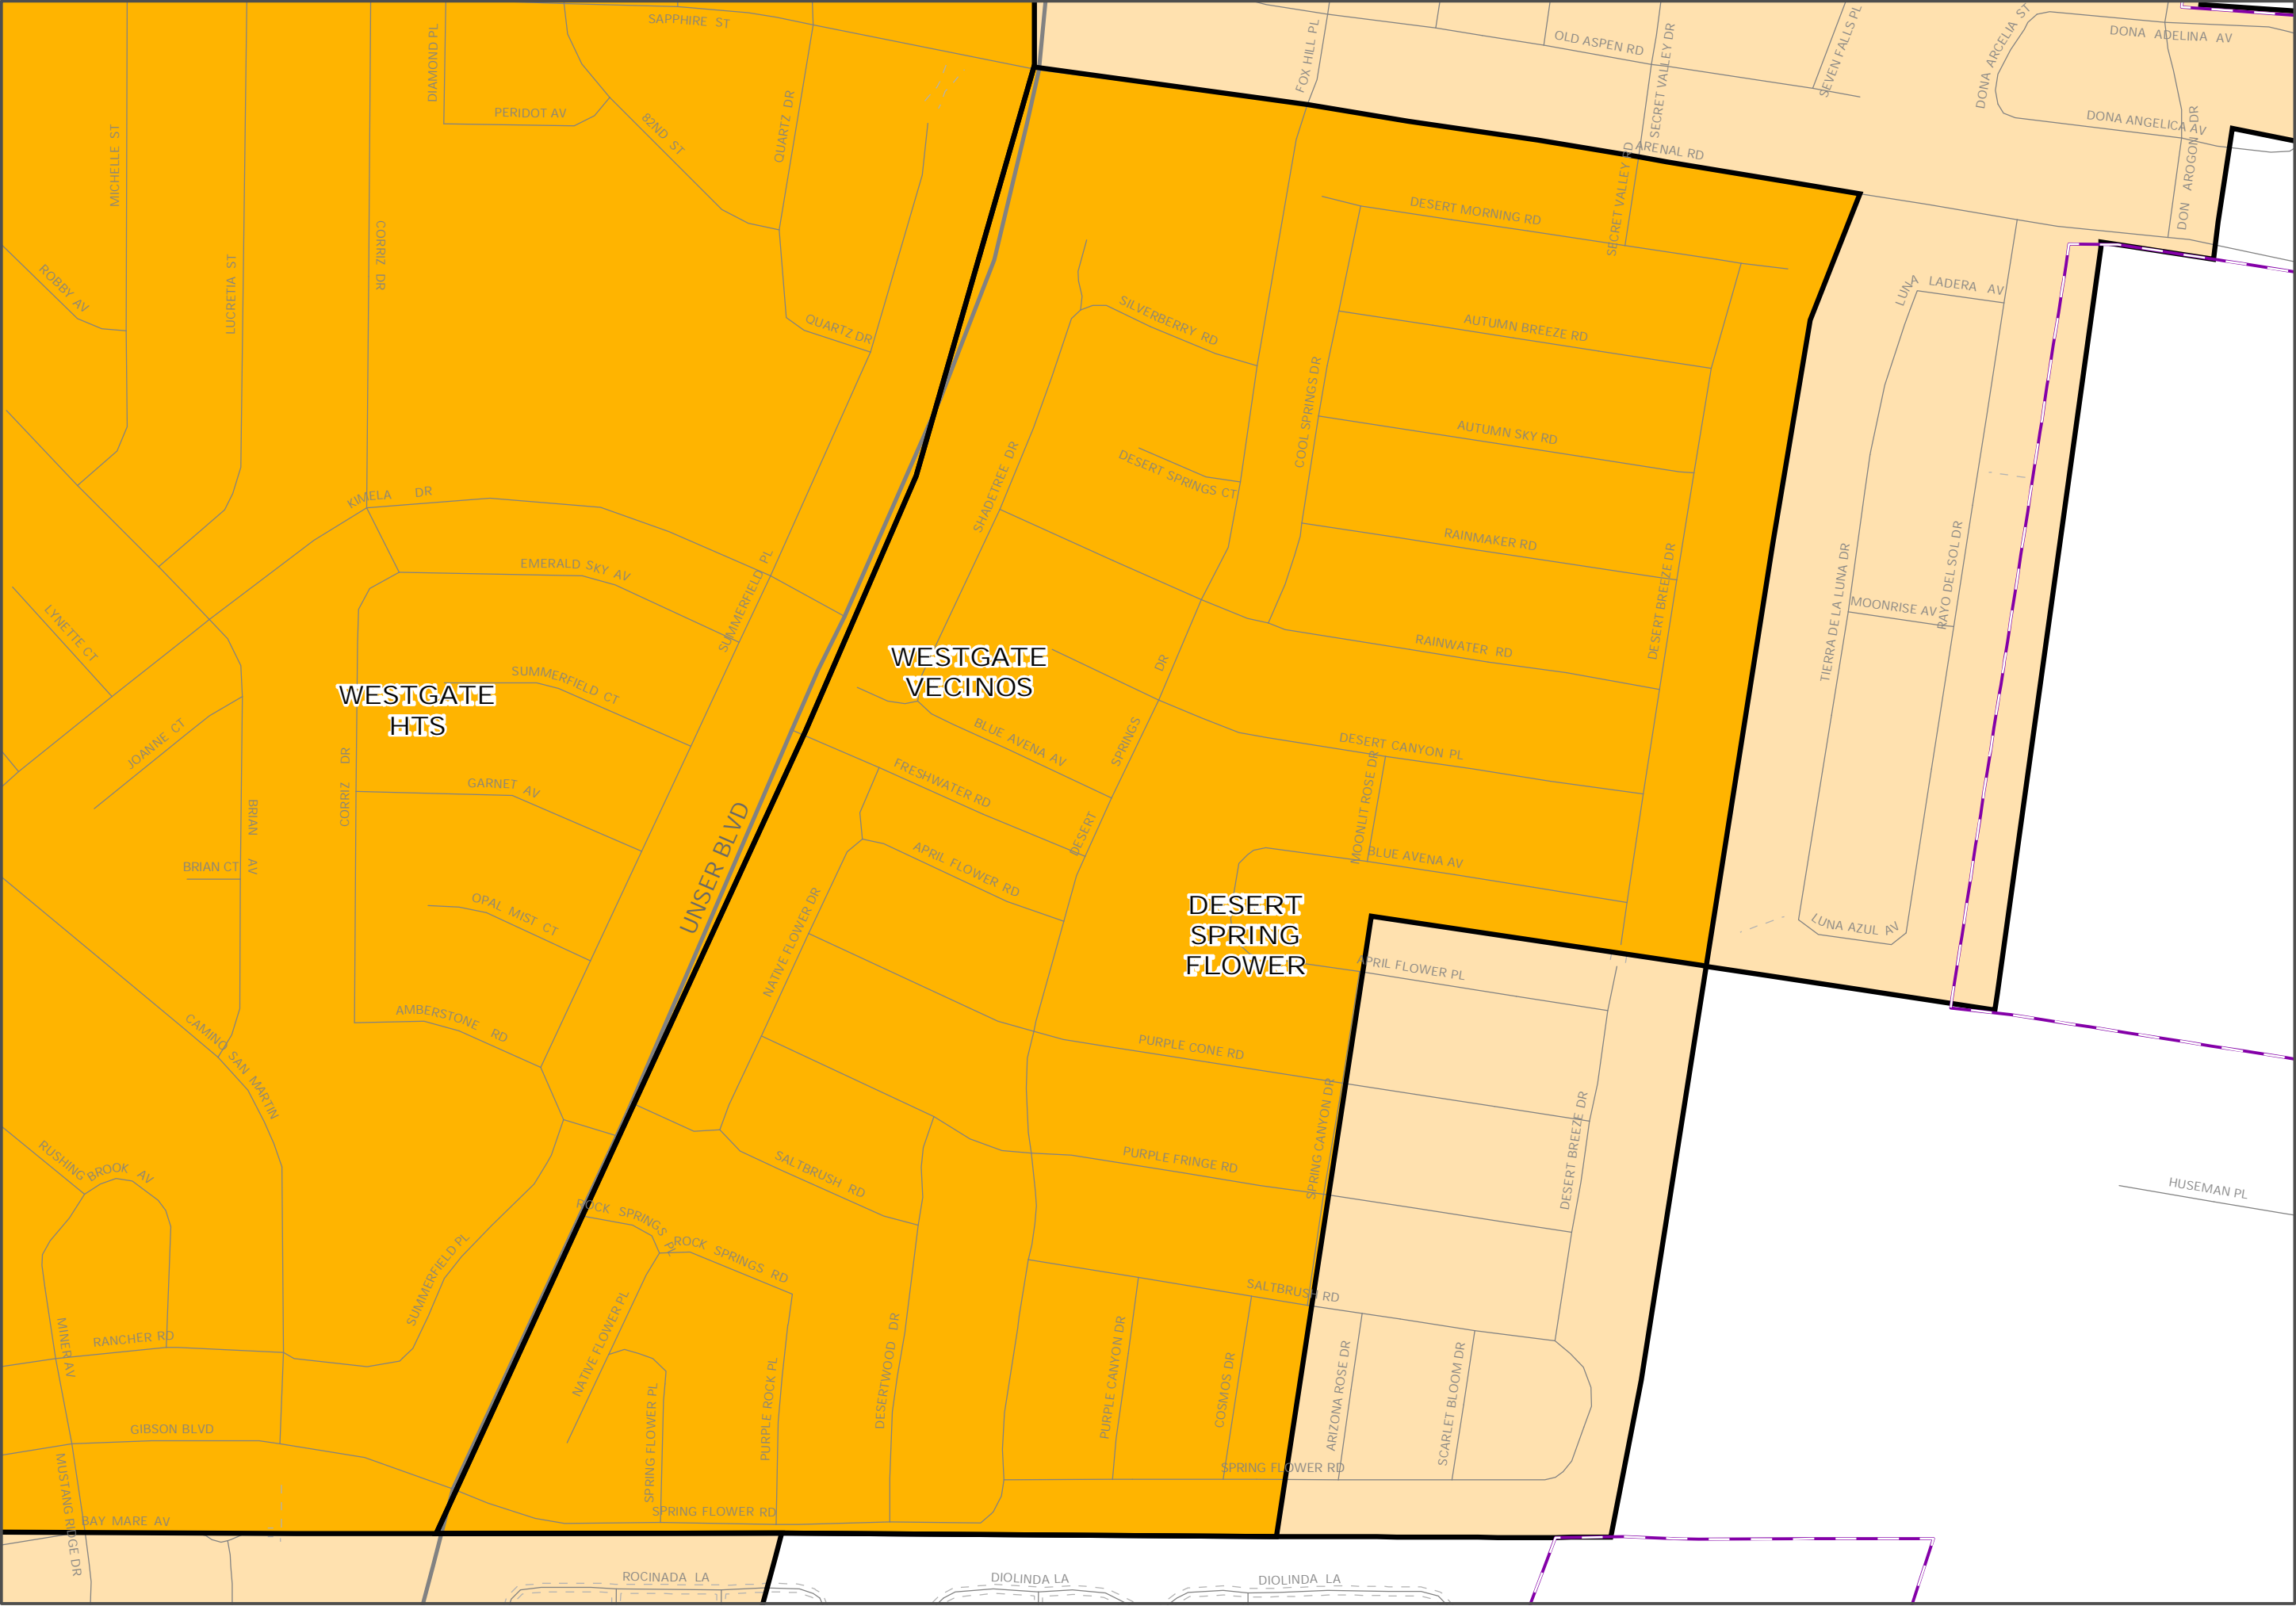 SAPPHIRE ST
DIAMOND PL
PERIDOT AV
82ND ST
QUARTZ DR
MICHELLE ST
LUCRETIA ST
CORRIZ DR
ROBBY AV
QUARTZ DR
FOX HILL PL
OLD ASPEN RD
SECRET VALLEY DR
SEVEN FALLS PL
DONA ARCELIA ST
DONA ADELINA AV
DONA ANGELICA AV
DON AROGON DR
ARENAL RD
SECRET VALLEY RD
DESERT MORNING RD
LUNA LADERA AV
SILVERBERRY RD
AUTUMN BREEZE RD
COOL SPRINGS DR
AUTUMN SKY RD
SHADETREE DR
DESERT SPRINGS CT
KIMELA DR
RAINMAKER RD
EMERALD SKY AV
SUMMERFIELD PL
DESERT BREEZE DR
TIERRA DE LA LUNA DR
MOONRISE AV
RAYO DEL SOL DR
LYNETTE CT
RAINWATER RD
WESTGATE
VECINOS
WESTGATE
HTS
SUMMERFIELD CT
JOANNE CT
CORRIZ DR
BLUE AVENA AV
DESERT SPRINGS DR
DESERT CANYON PL
MOONLIT ROSE DR
GARNET AV
FRESHWATER RD
BRIAN AV
BRIAN CT
UNSER BLVD
APRIL FLOWER RD
BLUE AVENA AV
OPAL MIST CT
NATIVE FLOWER DR
DESERT
SPRING
FLOWER
LUNA AZUL AV
APRIL FLOWER PL
AMBERSTONE RD
CAMINO SAN MARTIN
PURPLE CONE RD
SPRING CANYON DR
DESERT BREEZE DR
RUSHING BROOK AV
SALTBRUSH RD
PURPLE FRINGE RD
HUSEMAN PL
ROCK SPRINGS PL
ROCK SPRINGS RD
SUMMERFIELD PL
SALTBRUSH RD
NATIVE FLOWER PL
MINER AV
RANCHER RD
DESERTWOOD DR
PURPLE CANYON DR
COSMOS DR
ARIZONA ROSE DR
SCARLET BLOOM DR
SPRING FLOWER PL
PURPLE ROCK PL
GIBSON BLVD
SPRING FLOWER RD
MUSTANG RIDGE DR
BAY MARE AV
SPRING FLOWER RD
ROCINADA LA
DIOLINDA LA
DIOLINDA LA